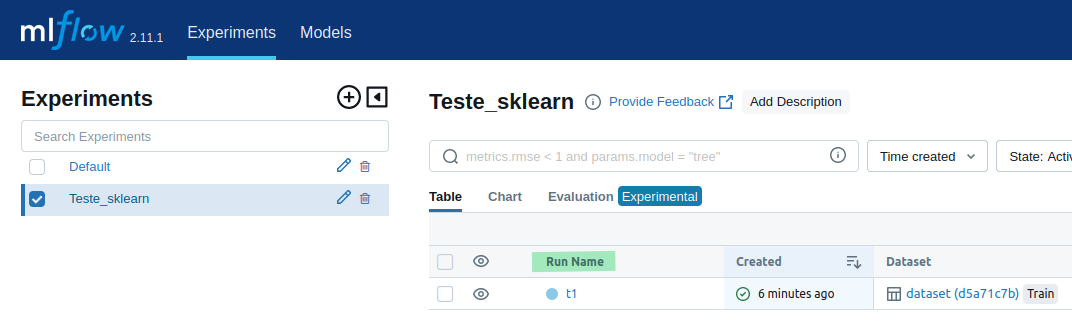 mlflow 2.11.1 Experiments Models
Experiments
Search Experiments
Default
Teste_sklearn
Teste_sklearn Provide Feedback Add Description
metrics.rmse < 1 and params.model = "tree" Time created State: Activ
Table Chart Evaluation Experimental
Run Name Created Dataset
t1 6 minutes ago dataset (d5a71c7b) Train